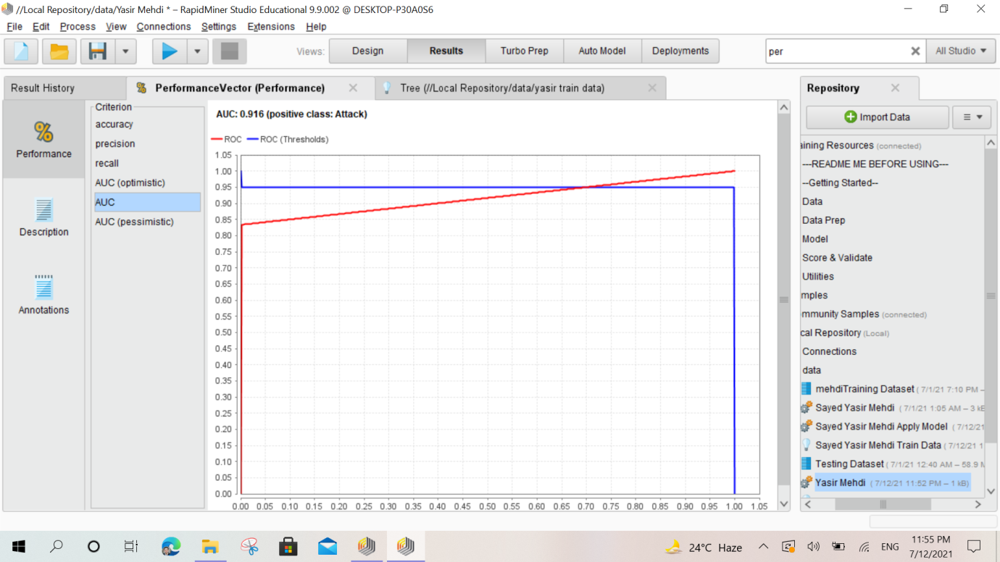 //Local Repository/data/Yasir Mehdi * – RapidMiner Studio Educational 9.9.002 @ DESKTOP-P30A0S6
File Edit Process View Connections Settings Extensions Help
Views: Design Results Turbo Prep Auto Model Deployments per All Studio
Result History PerformanceVector (Performance) Tree (//Local Repository/data/yasir train data) Repository
Performance
Description
Annotations
Criterion
accuracy
precision
recall
AUC (optimistic)
AUC
AUC (pessimistic)
AUC: 0.916 (positive class: Attack)
ROC ROC (Thresholds)
1.05
1.00
0.95
0.90
0.85
0.80
0.75
0.70
0.65
0.60
0.55
0.50
0.45
0.40
0.35
0.30
0.25
0.20
0.15
0.10
0.05
0.00
0.00 0.05 0.10 0.15 0.20 0.25 0.30 0.35 0.40 0.45 0.50 0.55 0.60 0.65 0.70 0.75 0.80 0.85 0.90 0.95 1.00 1.05
Import Data
aining Resources (connected)
---README ME BEFORE USING---
--Getting Started--
Data
Data Prep
Model
Score & Validate
Utilities
mples
mmunity Samples (connected)
cal Repository (Local)
Connections
data
mehdiTraining Dataset ( 7/1/21 7:10 PM –
Sayed Yasir Mehdi ( 7/1/21 1:05 AM – 3 kB
Sayed Yasir Mehdi Apply Model ( 7/12/21
Sayed Yasir Mehdi Train Data ( 7/12/21 1
Testing Dataset ( 7/1/21 12:40 AM – 58.9 M
Yasir Mehdi ( 7/12/21 11:52 PM – 1 kB)
24°C Haze ENG 11:55 PM
7/12/2021